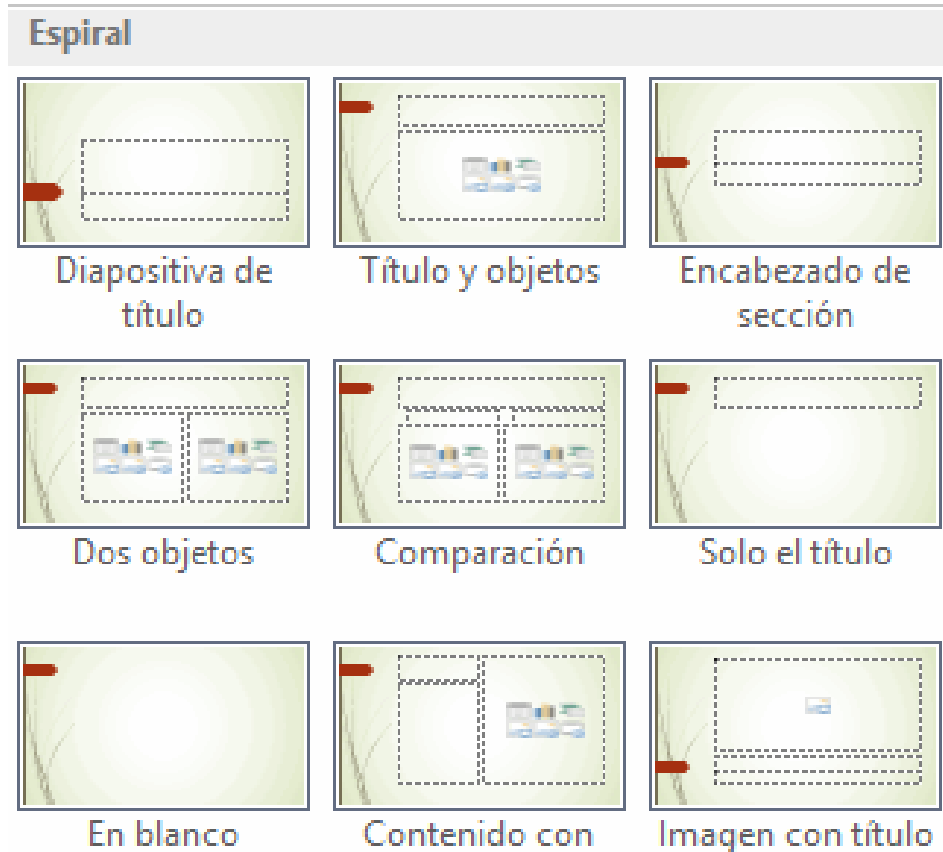 Espiral
Diapositiva de
título
Título y objetos
Encabezado de
sección
Dos objetos
Comparación
Solo el título
En blanco
Contenido con
Imagen con título